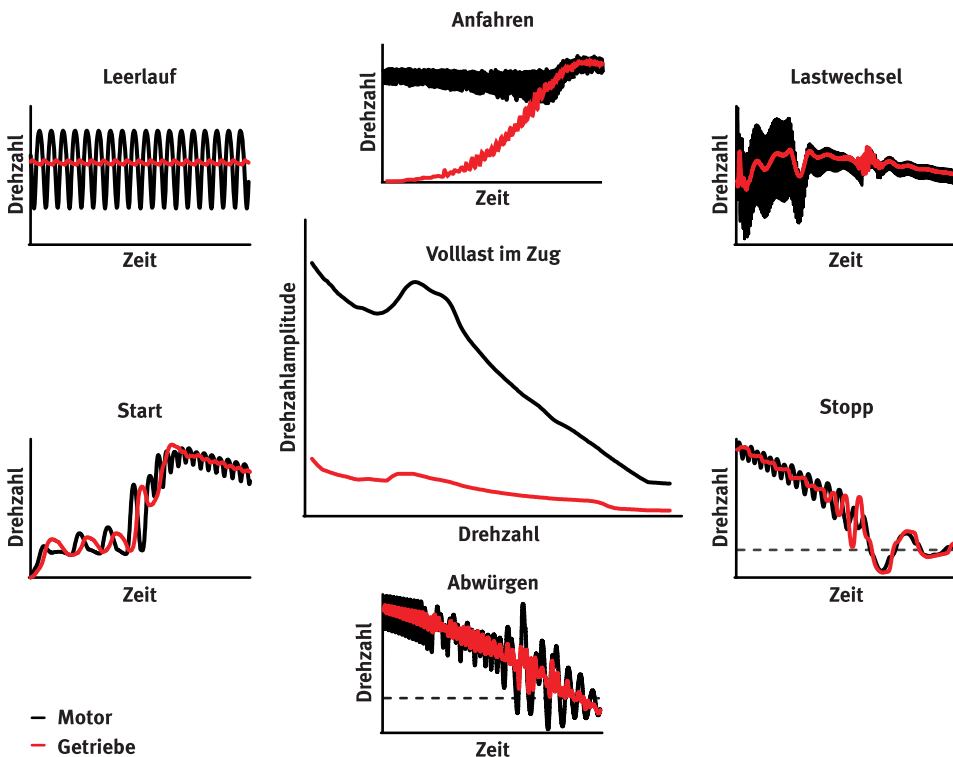 Anfahren
Drehzahl
Zeit
Leerlauf
Drehzahl
Zeit
Lastwechsel
Drehzahl
Zeit
Volllast im Zug
Drehzahlamplitude
Drehzahl
Start
Drehzahl
Zeit
Stopp
Drehzahl
Zeit
Abwürgen
Drehzahl
Zeit
Motor
Getriebe